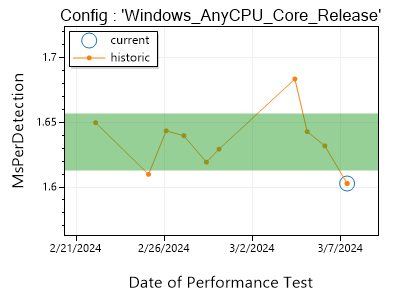 Config : 'Windows_AnyCPU_Core_Release'
current
historic
1.7
1.65
1.6
MsPerDetection
2/21/2024 2/26/2024 3/2/2024 3/7/2024
Date of Performance Test